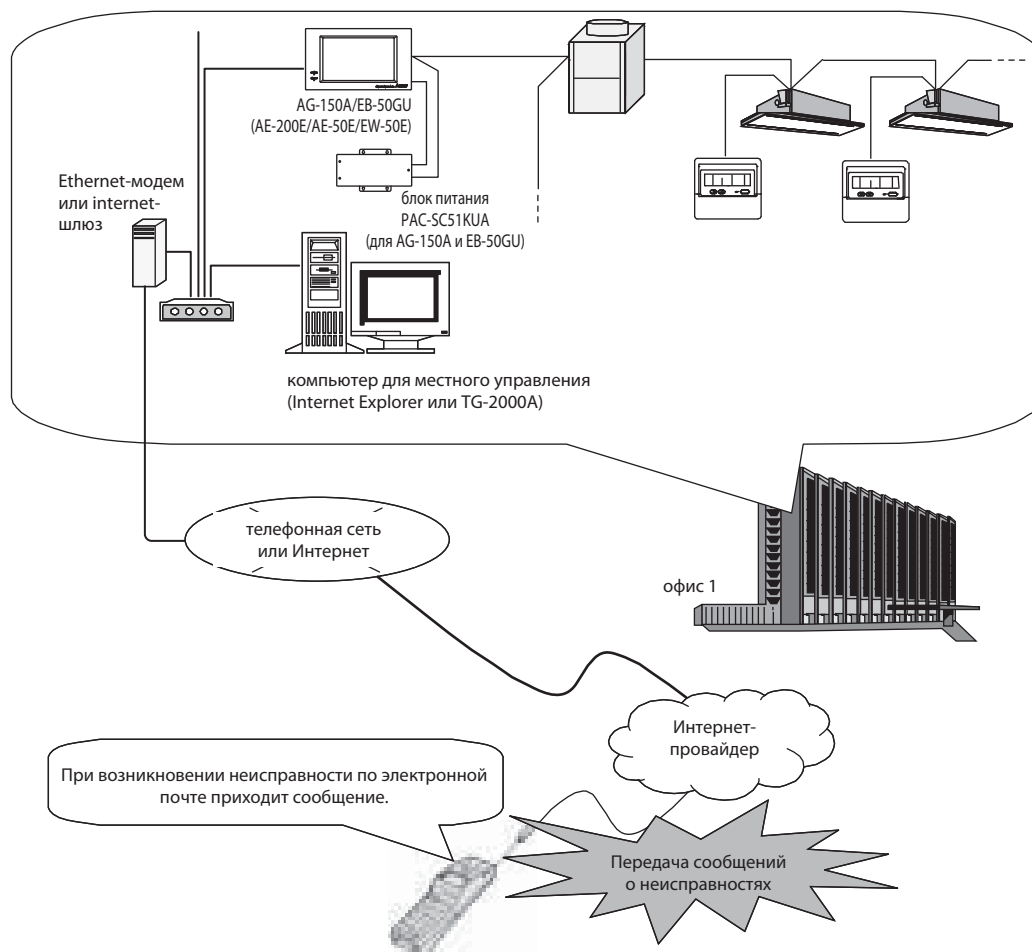 AG-150A/EB-50GU
(AE-200E/AE-50E/EW-50E)
Ethernet-модем
или internet-
шлюз
блок питания
PAC-SC51KUA
(для AG-150A и EB-50GU)
компьютер для местного управления
(Internet Explorer или TG-2000A)
телефонная сеть
или Интернет
офис 1
Интернет-
провайдер
При возникновении неисправности по электронной
почте приходит сообщение.
Передача сообщений
о неисправностях